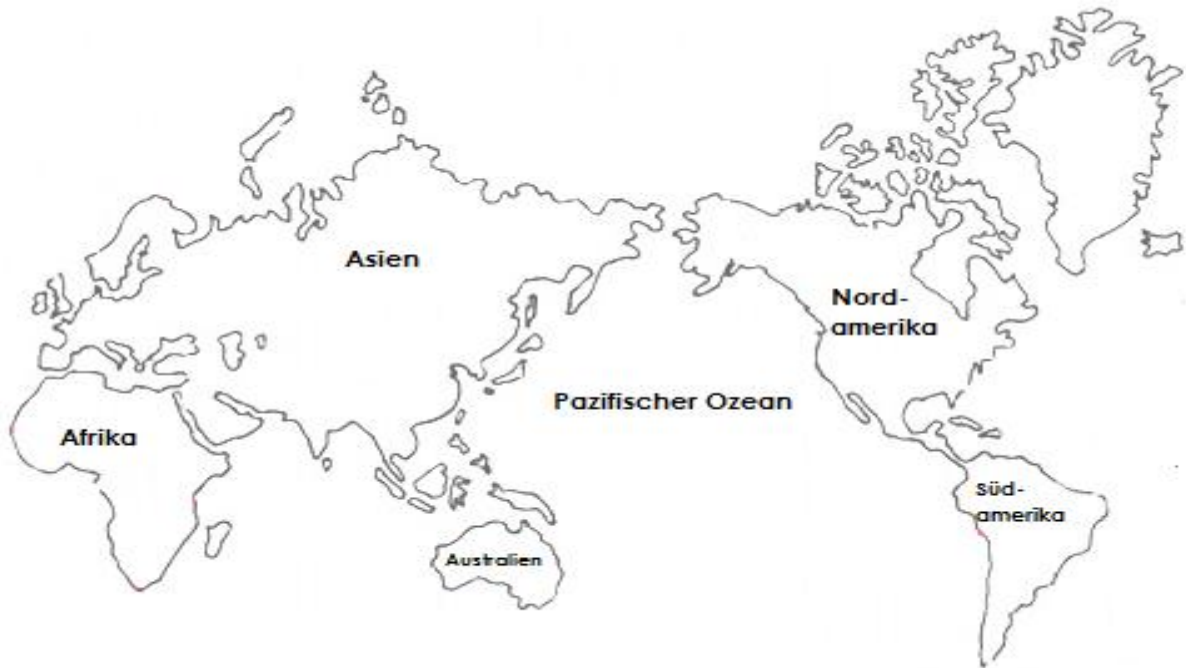 Asien
Nord-
amerika
Pazifischer Ozean
Afrika
Süd-
amerika
Australien